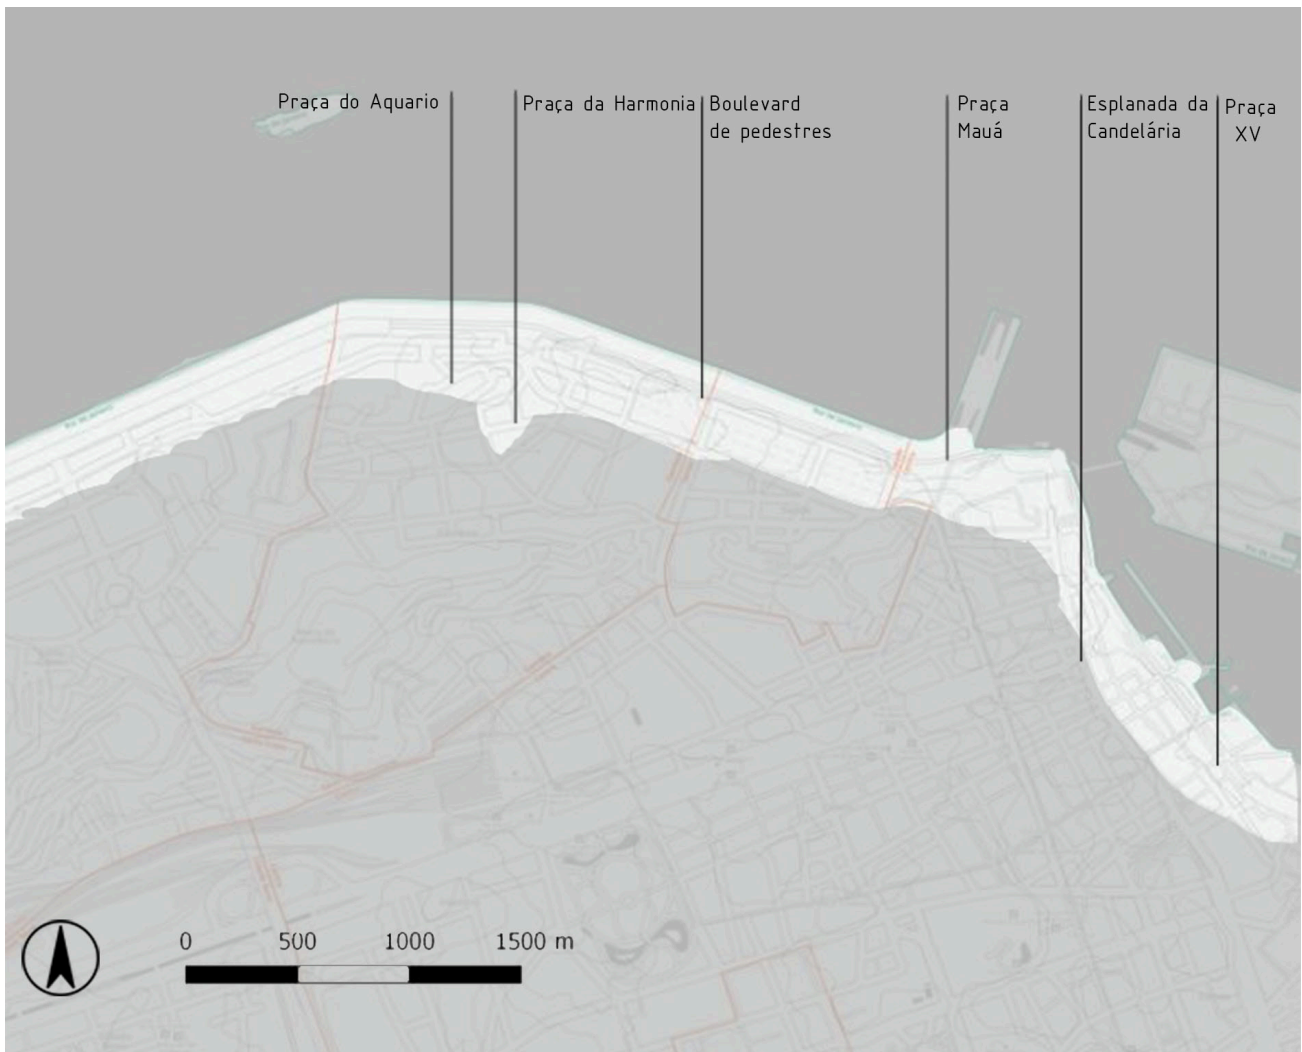 Praça do Aquario
Praça da Harmonia
Boulevard
de pedestres
Praça
Mauá
Esplanada da
Candelária
Praça
XV
0 500 1000 1500 m